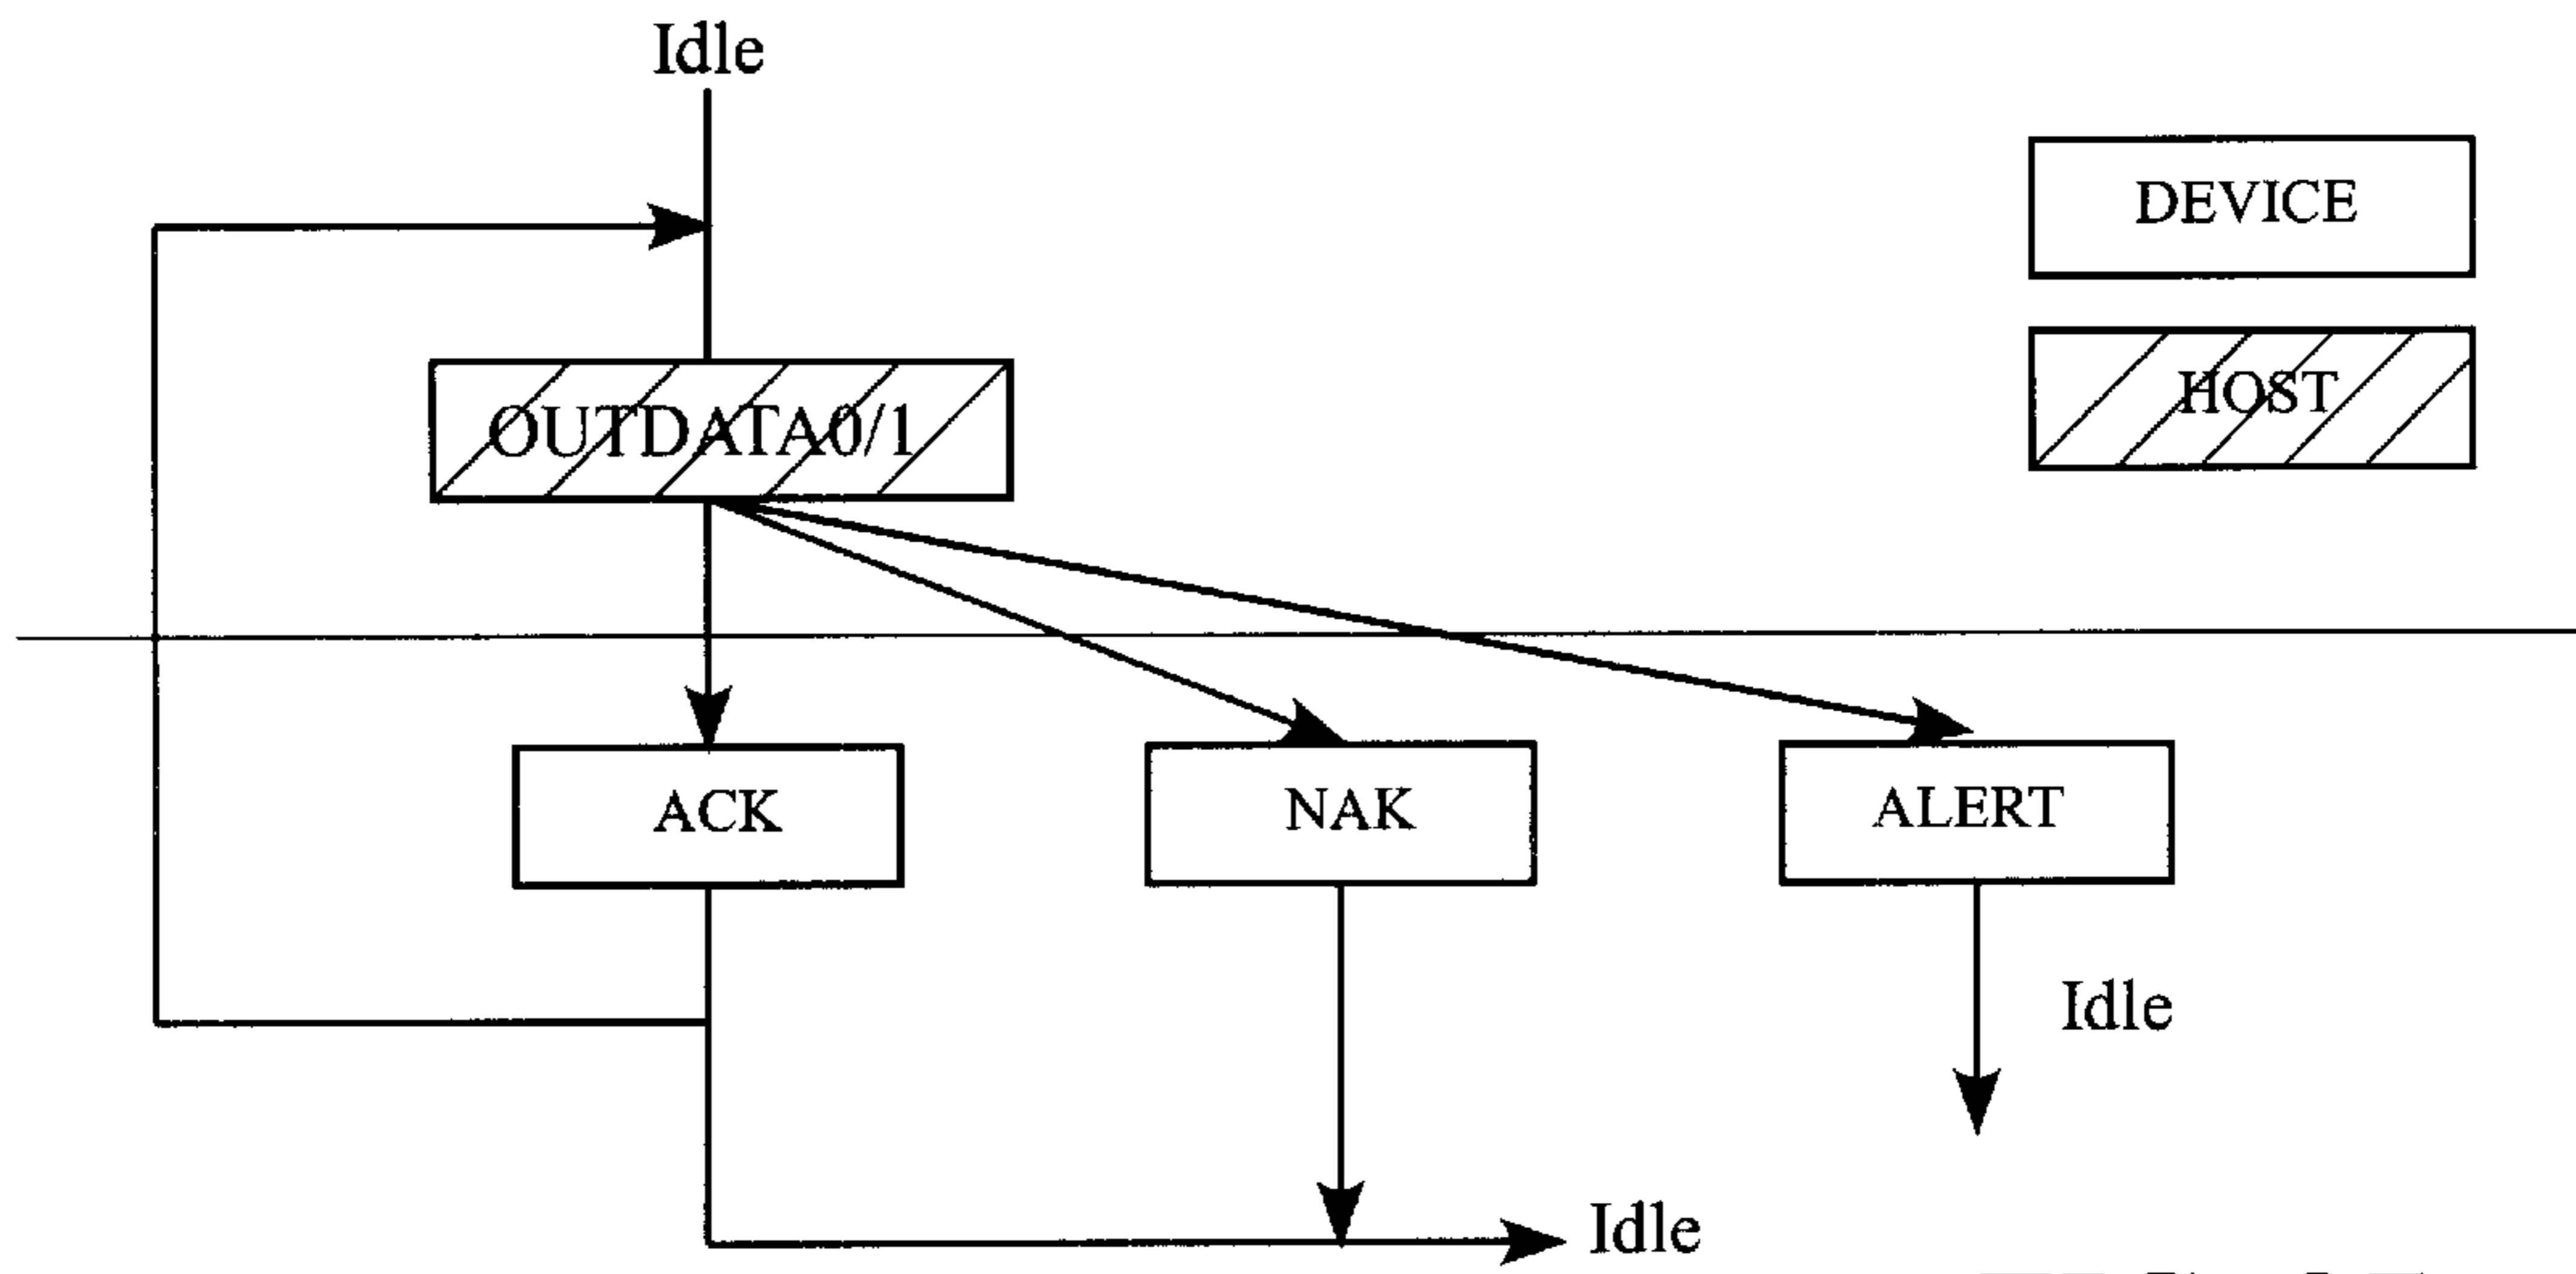 Idle
DEVICE
HOST
OUTDATA0/1
ACK
NAK
ALERT
Idle
Idle